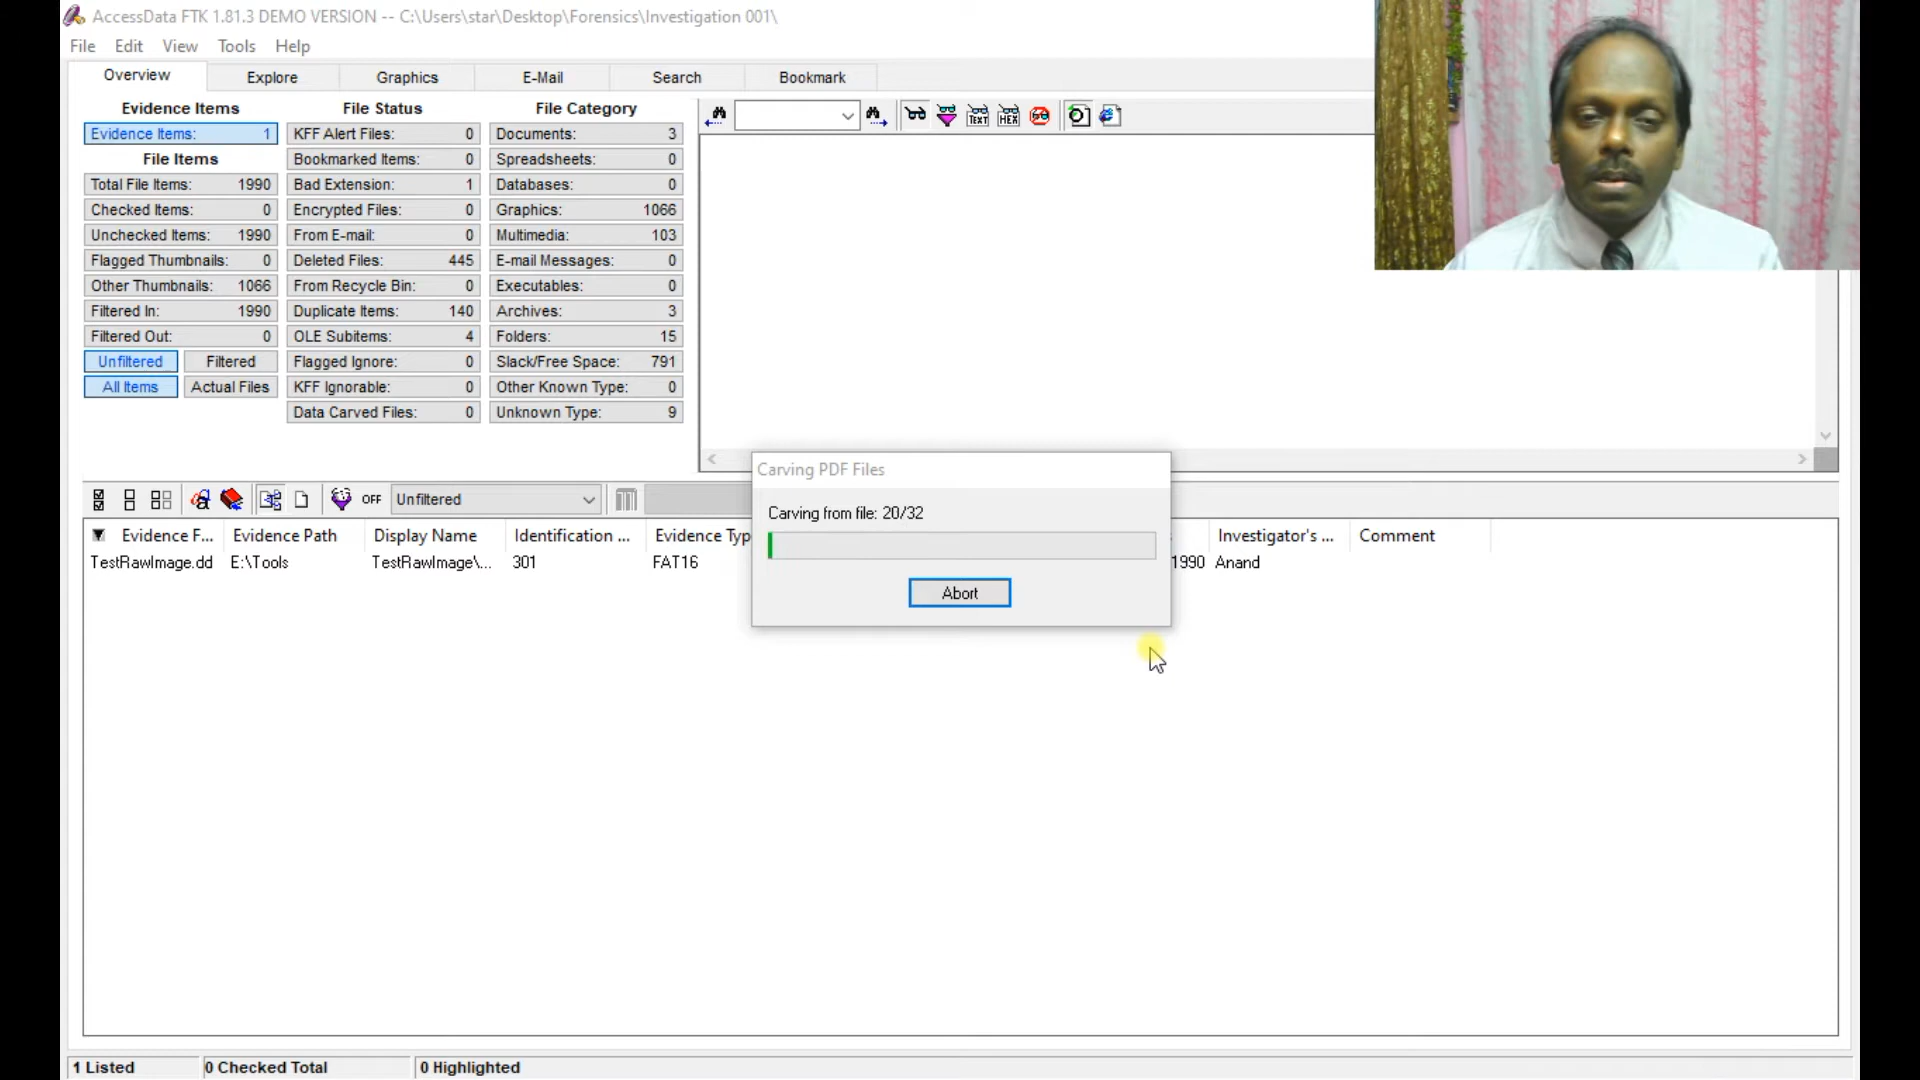 AccessData FTK 1.81.3 DEMO VERSION -- C:\Users\star\Desktop\Forensics\Investigation 001\
File Edit View Tools Help
Overview Explore Graphics E-Mail Search Bookmark
Evidence Items File Status File Category
Evidence Items: 1 KFF Alert Files: 0 Documents: 3
File Items Bookmarked Items: 0 Spreadsheets: 0
Total File Items: 1990 Bad Extension: 1 Databases: 0
Checked Items: 0 Encrypted Files: 0 Graphics: 1066
Unchecked Items: 1990 From E-mail: 0 Multimedia: 103
Flagged Thumbnails: 0 Deleted Files: 445 E-mail Messages: 0
Other Thumbnails: 1066 From Recycle Bin: 0 Executables: 0
Filtered In: 1990 Duplicate Items: 140 Archives: 3
Filtered Out: 0 OLE Subitems: 4 Folders: 15
Unfiltered Filtered Flagged Ignore: 0 Slack/Free Space: 791
All Items Actual Files KFF Ignorable: 0 Other Known Type: 0
Data Carved Files: 0 Unknown Type: 9
TEXT HEX
Carving PDF Files
Carving from file: 20/32
Abort
OFF Unfiltered
Evidence F... Evidence Path Display Name Identification ... Evidence Typ Investigator's ... Comment
TestRawImage.dd E:\Tools TestRawImage\... 301 FAT16 1990 Anand
1 Listed 0 Checked Total 0 Highlighted